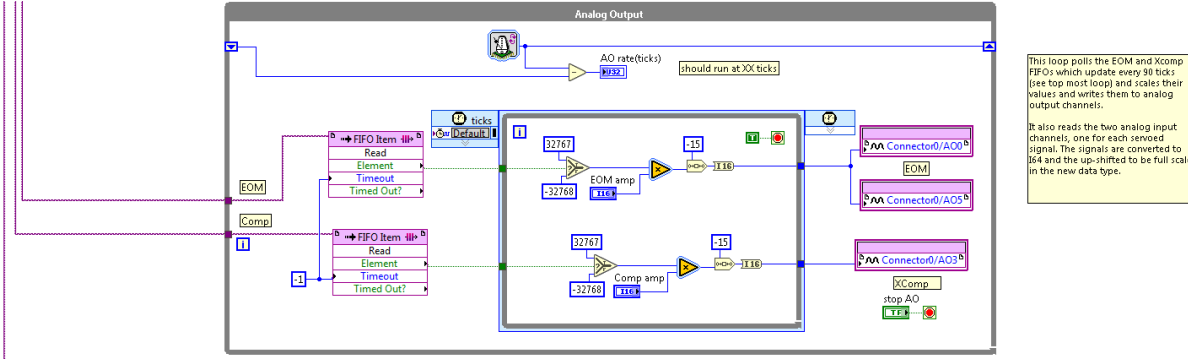 Analog Output
AO rate(ticks)
U32
should run at XX ticks
This loop polls the EOM and Xcomp
FIFOs which update every 90 ticks
(see top most loop) and scales their
values and writes them to analog
output channels.
It also reads the two analog input
channels, one for each servoed
signal. The signals are converted to
I64 and the up-shifted to be full scale
in the new data type.
ticks
Default
i
FIFO Item
Read
Element
Timeout
Timed Out?
32767
-32768
EOM amp
I16
-15
I16
T
Connector0/AO0
EOM
Connector0/AO5
EOM
Comp
i
FIFO Item
Read
Element
Timeout
Timed Out?
-1
32767
-32768
Comp amp
I16
-15
I16
Connector0/AO3
XComp
stop AO
TF